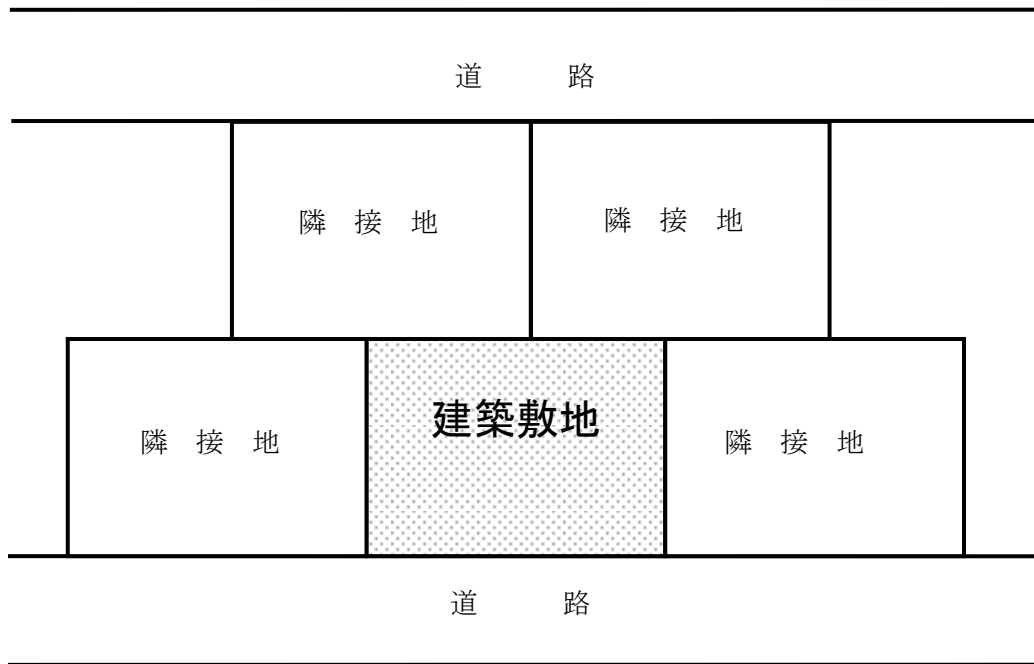 道 路
隣 接 地 隣 接 地
隣 接 地 建築敷地 隣 接 地
道 路